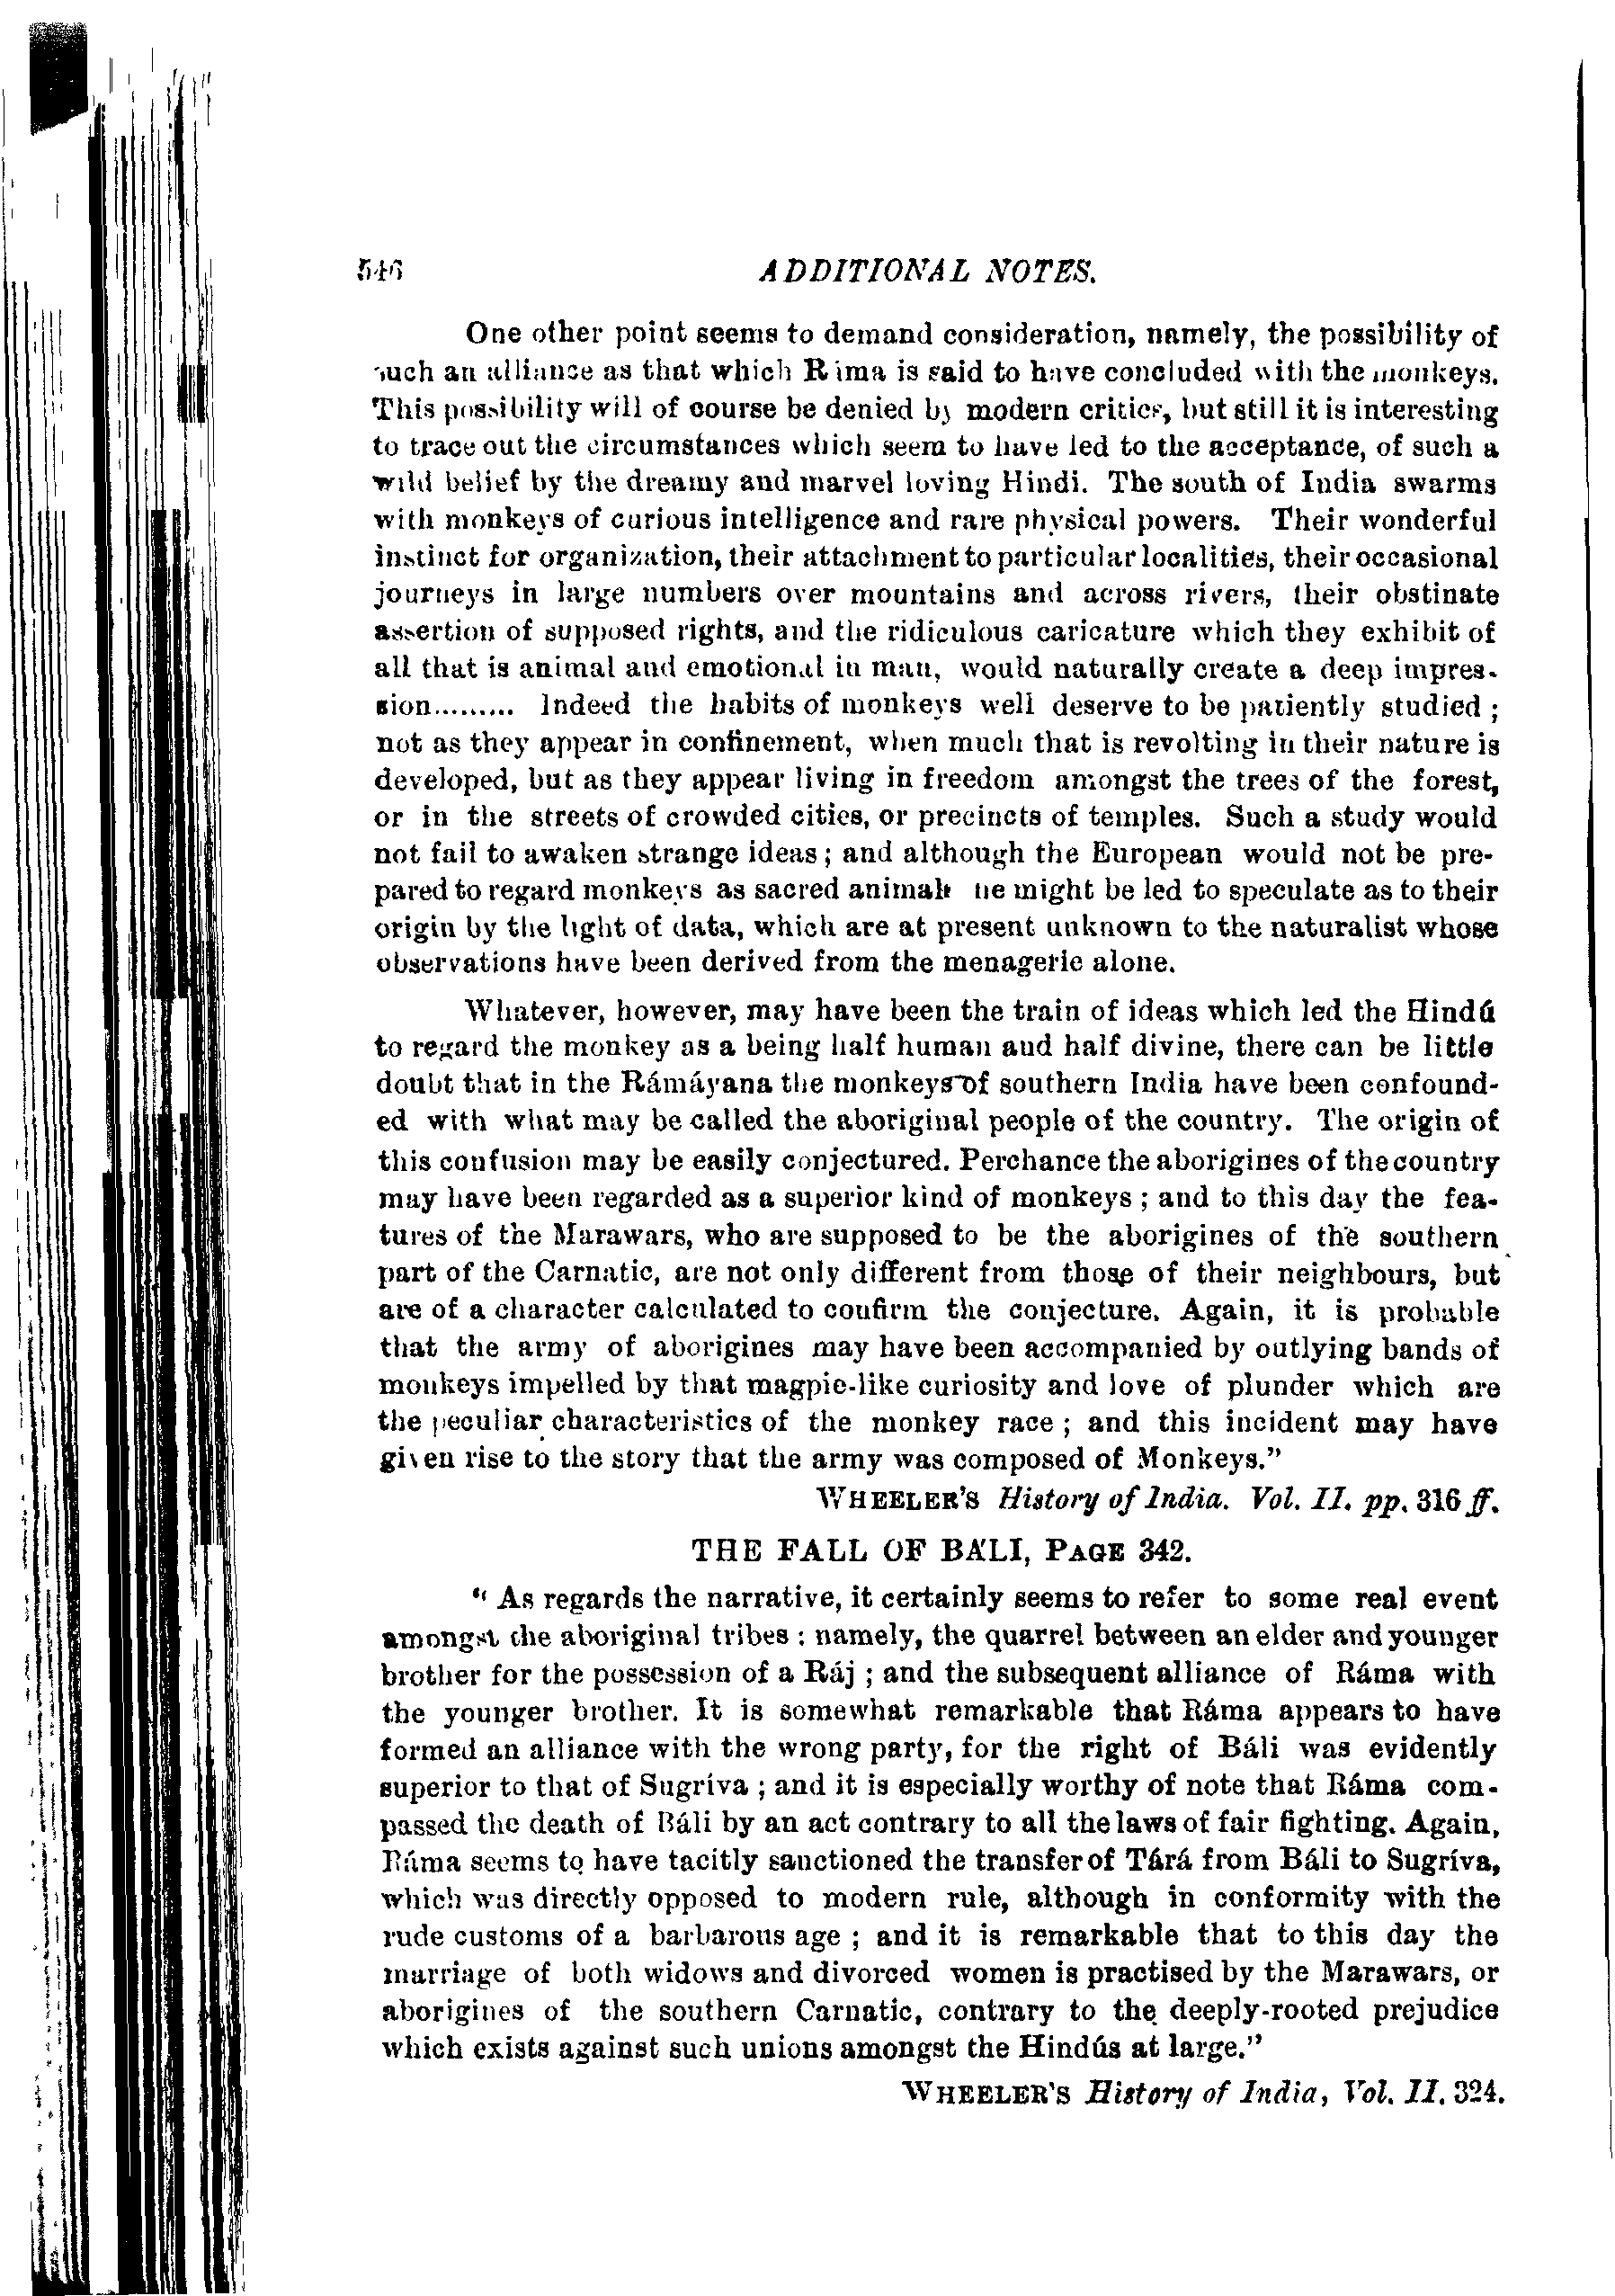 546 ADDITIONAL NOTES.
One other point seems to demand consideration, namely, the possibility of
such an alliance as that which Ráma is said to have concluded with the monkeys.
This possibility will of course be denied by modern critics, but still it is interesting
to trace out the circumstances which seem to have led to the acceptance, of such a
wild belief by the dreamy and marvel loving Hindi. The south of India swarms
with monkeys of curious intelligence and rare physical powers. Their wonderful
instinct for organization, their attachment to particular localities, their occasional
journeys in large numbers over mountains and across rivers, their obstinate
assertion of supposed rights, and the ridiculous caricature which they exhibit of
all that is animal and emotional in man, would naturally create a deep impres-
sion......... Indeed the habits of monkeys well deserve to be patiently studied ;
not as they appear in confinement, when much that is revolting in their nature is
developed, but as they appear living in freedom amongst the trees of the forest,
or in the streets of crowded cities, or precincts of temples. Such a study would
not fail to awaken strange ideas ; and although the European would not be pre-
pared to regard monkeys as sacred animals he might be led to speculate as to their
origin by the light of data, which are at present unknown to the naturalist whose
observations have been derived from the menagerie alone.
Whatever, however, may have been the train of ideas which led the Hindú
to regard the monkey as a being half human and half divine, there can be little
doubt that in the Rámáyana the monkeys of southern India have been confound-
ed with what may be called the aboriginal people of the country. The origin of
this confusion may be easily conjectured. Perchance the aborigines of the country
may have been regarded as a superior kind of monkeys ; and to this day the fea-
tures of the Marawars, who are supposed to be the aborigines of the southern
part of the Carnatic, are not only different from those of their neighbours, but
are of a character calculated to confirm the conjecture. Again, it is probable
that the army of aborigines may have been accompanied by outlying bands of
monkeys impelled by that magpie-like curiosity and love of plunder which are
the peculiar characteristics of the monkey race ; and this incident may have
given rise to the story that the army was composed of Monkeys."
WHEELER'S History of India. Vol. II. pp. 316 ff.
THE FALL OF BÁLI, PAGE 342.
" As regards the narrative, it certainly seems to refer to some real event
amongst the aboriginal tribes : namely, the quarrel between an elder and younger
brother for the possession of a Ráj ; and the subsequent alliance of Ráma with
the younger brother. It is somewhat remarkable that Ráma appears to have
formed an alliance with the wrong party, for the right of Báli was evidently
superior to that of Sugríva ; and it is especially worthy of note that Ráma com-
passed the death of Báli by an act contrary to all the laws of fair fighting. Again,
Ráma seems to have tacitly sanctioned the transfer of Tárá from Báli to Sugríva,
which was directly opposed to modern rule, although in conformity with the
rude customs of a barbarous age ; and it is remarkable that to this day the
marriage of both widows and divorced women is practised by the Marawars, or
aborigines of the southern Carnatic, contrary to the deeply-rooted prejudice
which exists against such unions amongst the Hindús at large."
WHEELER'S History of India, Vol. II. 324.